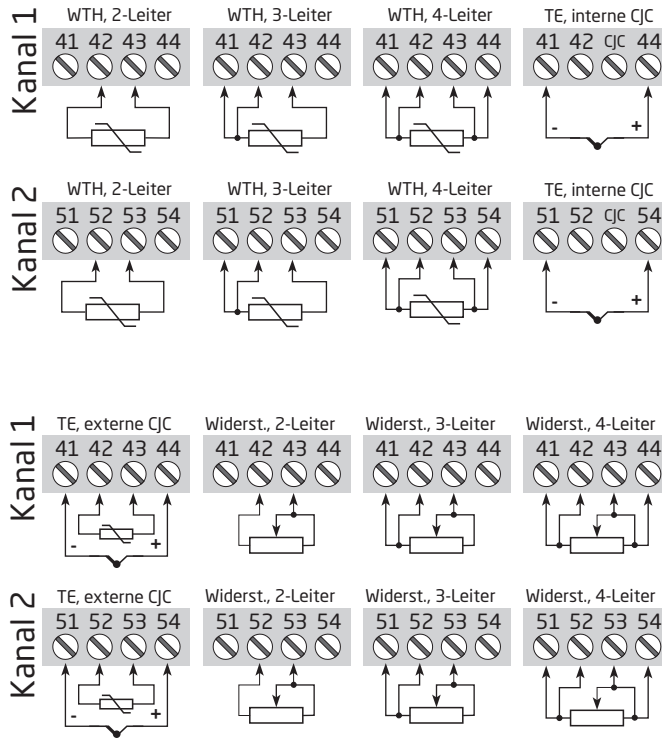 Kanal 1
WTH, 2-Leiter WTH, 3-Leiter WTH, 4-Leiter TE, interne CJC
41 42 43 44 41 42 43 44 41 42 43 44 41 42 CJC 44
- +
Kanal 2
WTH, 2-Leiter WTH, 3-Leiter WTH, 4-Leiter TE, interne CJC
51 52 53 54 51 52 53 54 51 52 53 54 51 52 CJC 54
- +
Kanal 1
TE, externe CJC Widerst., 2-Leiter Widerst., 3-Leiter Widerst., 4-Leiter
41 42 43 44 41 42 43 44 41 42 43 44 41 42 43 44
- +
Kanal 2
TE, externe CJC Widerst., 2-Leiter Widerst., 3-Leiter Widerst., 4-Leiter
51 52 53 54 51 52 53 54 51 52 53 54 51 52 53 54
- +